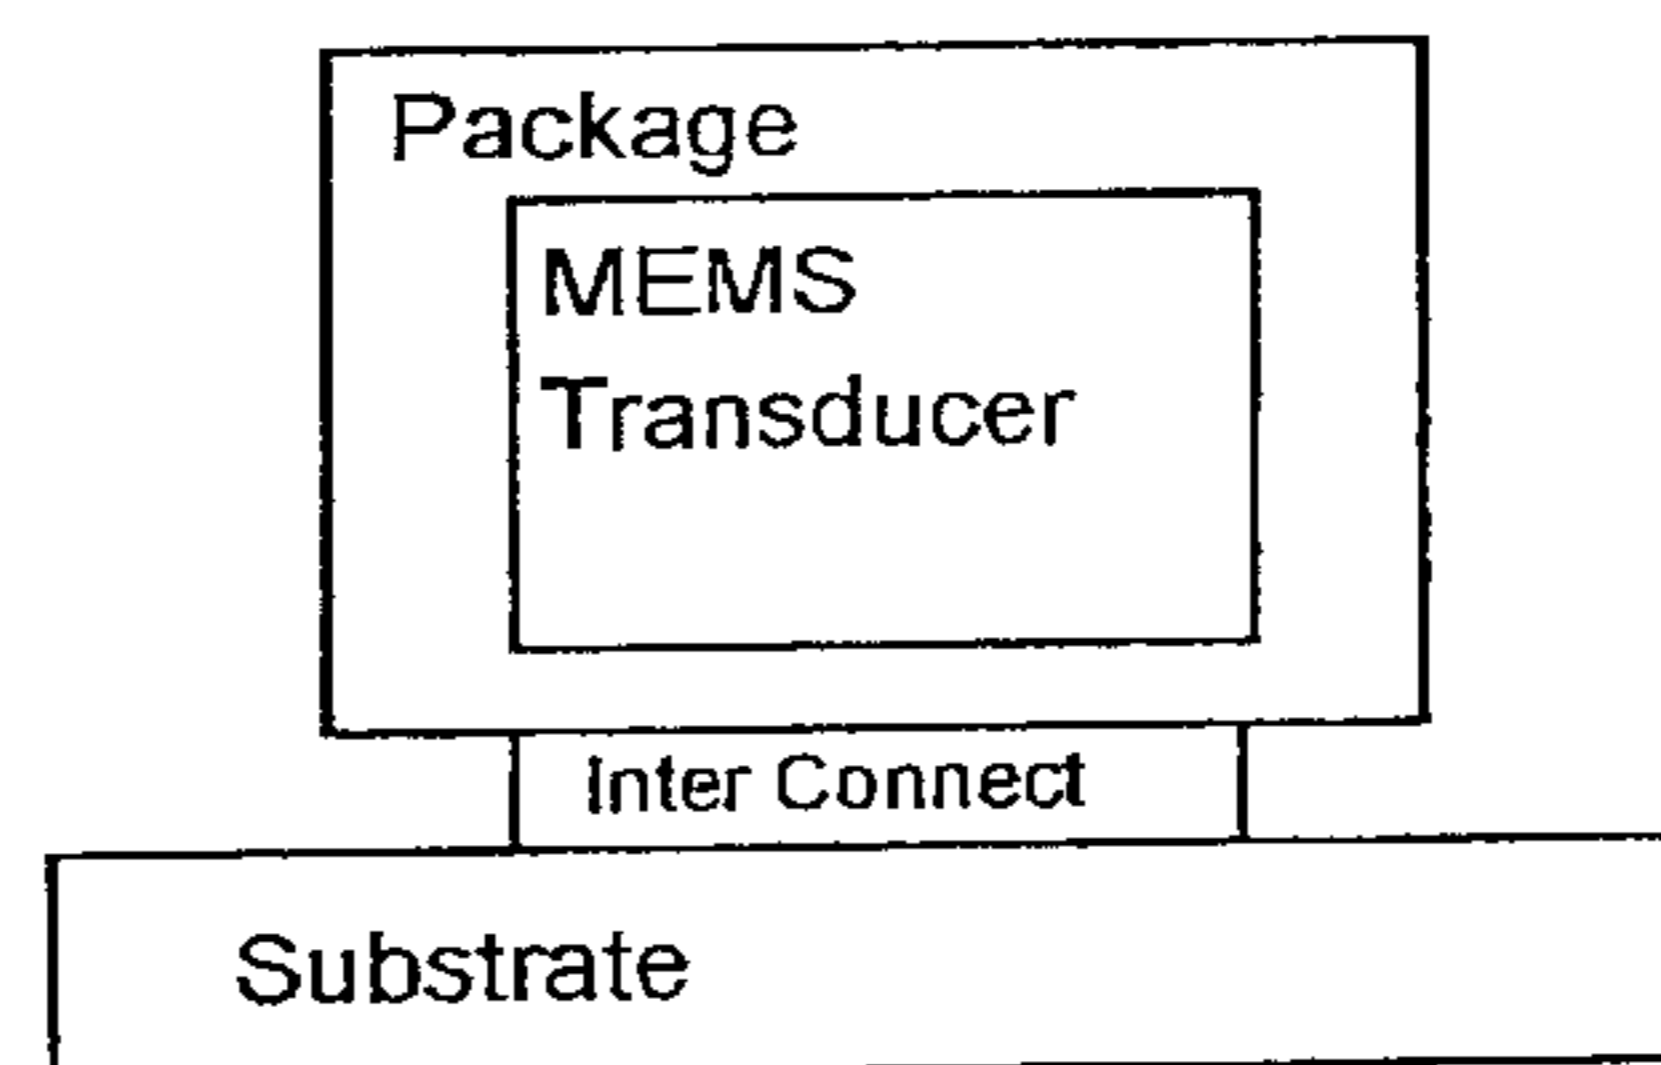 Package
MEMS
Transducer
Inter Connect
Substrate